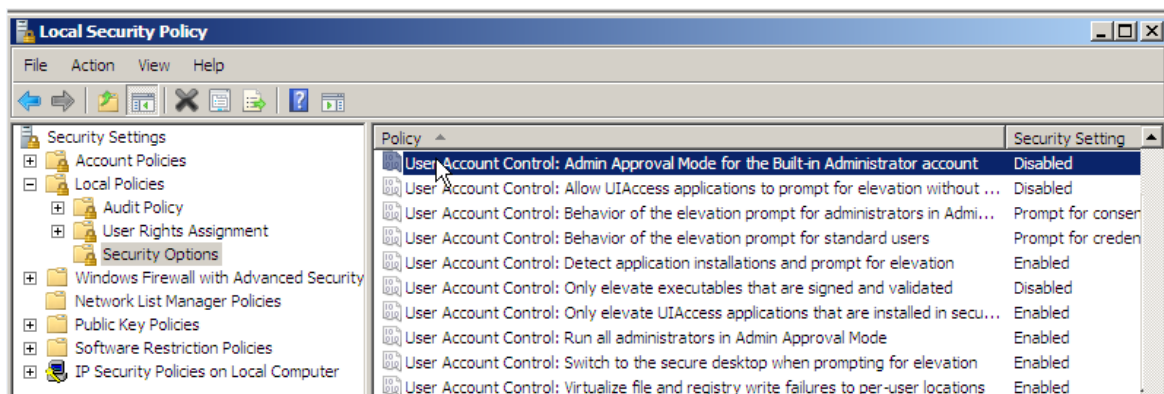 Local Security Policy
File Action View Help
Security Settings
Account Policies
Local Policies
Audit Policy
User Rights Assignment
Security Options
Windows Firewall with Advanced Security
Network List Manager Policies
Public Key Policies
Software Restriction Policies
IP Security Policies on Local Computer
Policy Security Setting
User Account Control: Admin Approval Mode for the Built-in Administrator account Disabled
User Account Control: Allow UIAccess applications to prompt for elevation without ... Disabled
User Account Control: Behavior of the elevation prompt for administrators in Admi... Prompt for consen
User Account Control: Behavior of the elevation prompt for standard users Prompt for creden
User Account Control: Detect application installations and prompt for elevation Enabled
User Account Control: Only elevate executables that are signed and validated Disabled
User Account Control: Only elevate UIAccess applications that are installed in secu... Enabled
User Account Control: Run all administrators in Admin Approval Mode Enabled
User Account Control: Switch to the secure desktop when prompting for elevation Enabled
User Account Control: Virtualize file and registry write failures to per-user locations Enabled